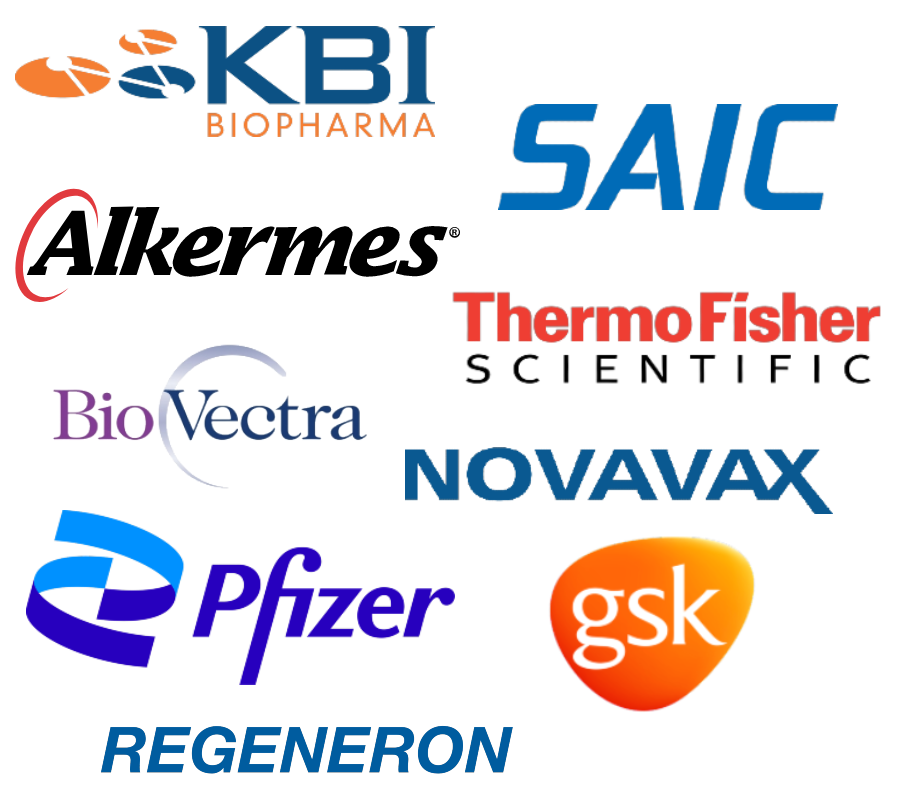 KBI
BIOPHARMA
SAIC
Alkermes®
ThermoFisher
SCIENTIFIC
BioVectra
NOVAVAX
Pfizer
gsk
REGENERON